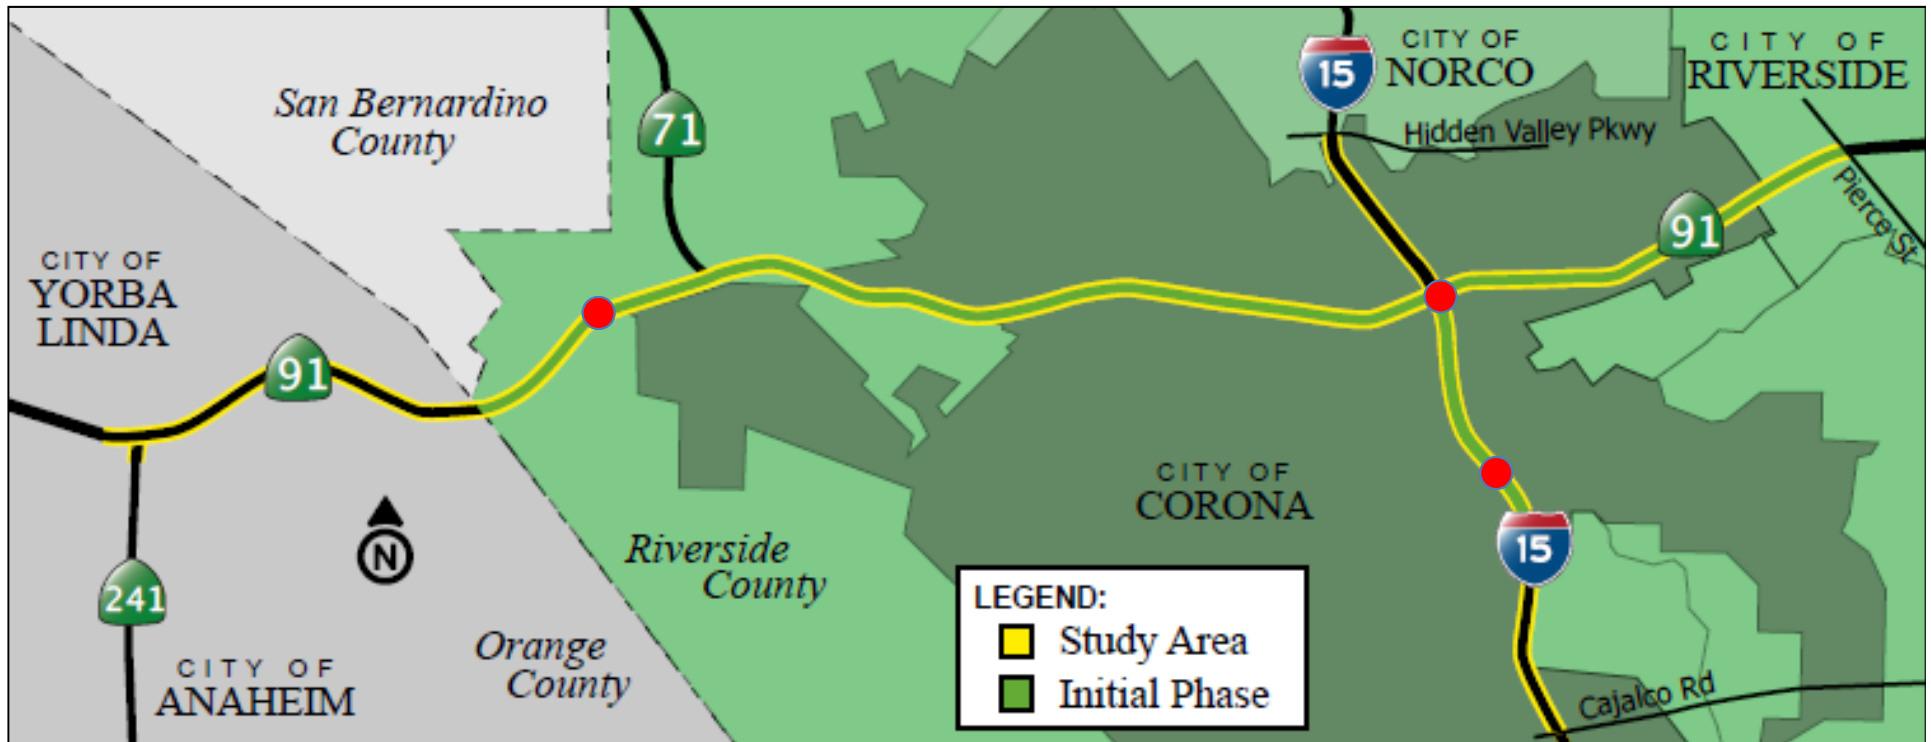 San Bernardino
County
71
15
CITY OF
NORCO
CITY OF
RIVERSIDE
Hidden Valley Pkwy
Pierce St
91
CITY OF
YORBA
LINDA
91
N
241
CITY OF
ANAHEIM
Orange
County
Riverside
County
CITY OF
CORONA
15
Cajalco Rd
LEGEND:
Study Area
Initial Phase